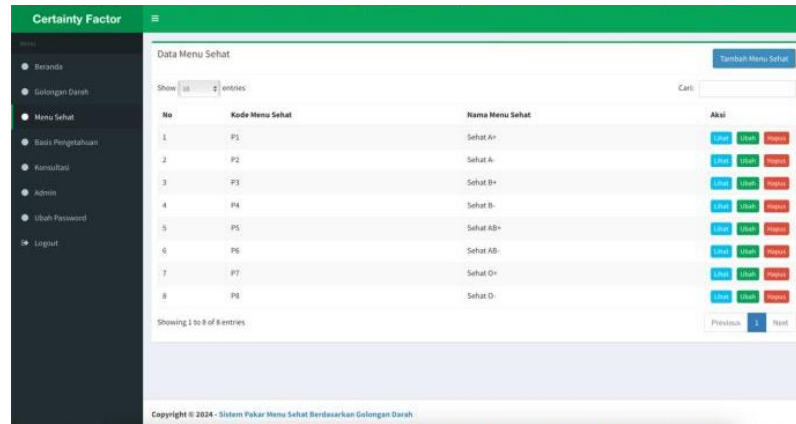 Certainty Factor
Menu
Beranda
Golongan Darah
Menu Sehat
Basis Pengetahuan
Konsultasi
Admin
Ubah Password
Logout
Data Menu Sehat
Tambah Menu Sehat
Show 10 entries
Cari:
No Kode Menu Sehat Nama Menu Sehat Aksi
1 P1 Sehat A+ Lihat Ubah Hapus
2 P2 Sehat A- Lihat Ubah Hapus
3 P3 Sehat B+ Lihat Ubah Hapus
4 P4 Sehat B- Lihat Ubah Hapus
5 P5 Sehat AB+ Lihat Ubah Hapus
6 P6 Sehat AB- Lihat Ubah Hapus
7 P7 Sehat O+ Lihat Ubah Hapus
8 P8 Sehat O- Lihat Ubah Hapus
Showing 1 to 8 of 8 entries
Previous 1 Next
Copyright © 2024 - Sistem Pakar Menu Sehat Berdasarkan Golongan Darah